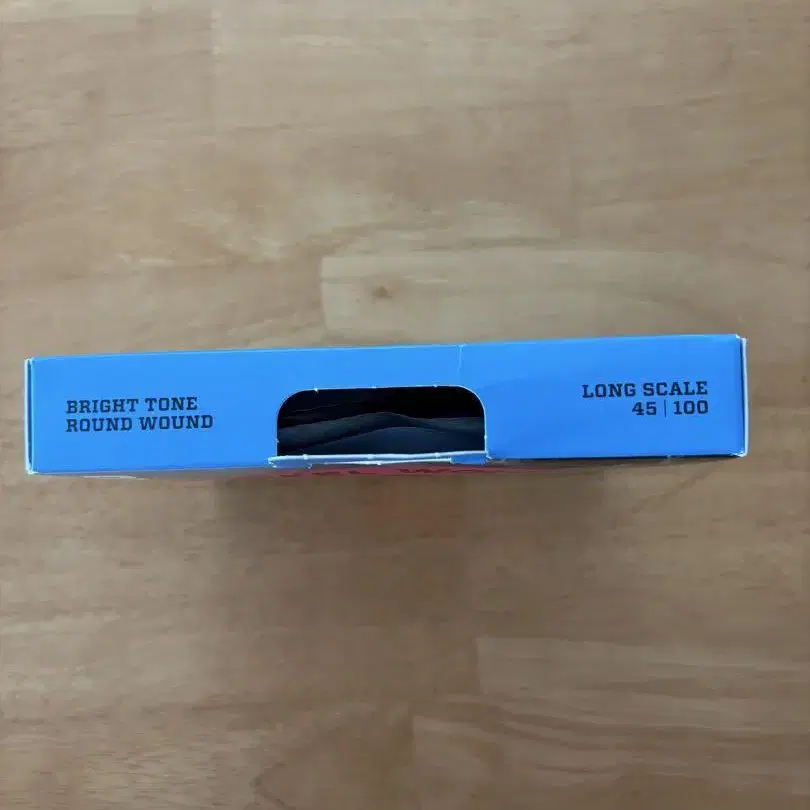 BRIGHT TONE
ROUND WOUND
LONG SCALE
45 | 100